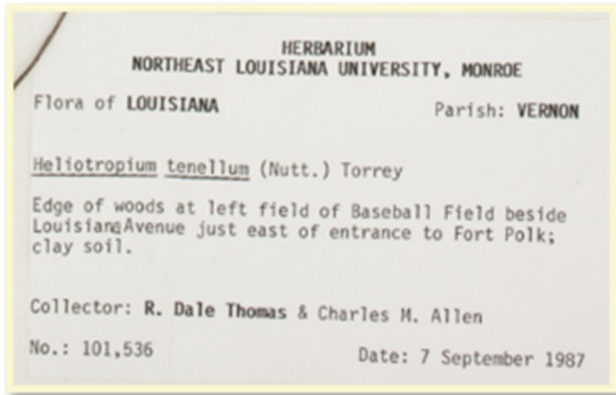 HERBARIUM
NORTHEAST LOUISIANA UNIVERSITY, MONROE
Flora of LOUISIANA Parish: VERNON
Heliotropium tenellum (Nutt.) Torrey
Edge of woods at left field of Baseball Field beside
Louisiana Avenue just east of entrance to Fort Polk;
clay soil.
Collector: R. Dale Thomas & Charles M. Allen
No.: 101,536 Date: 7 September 1987